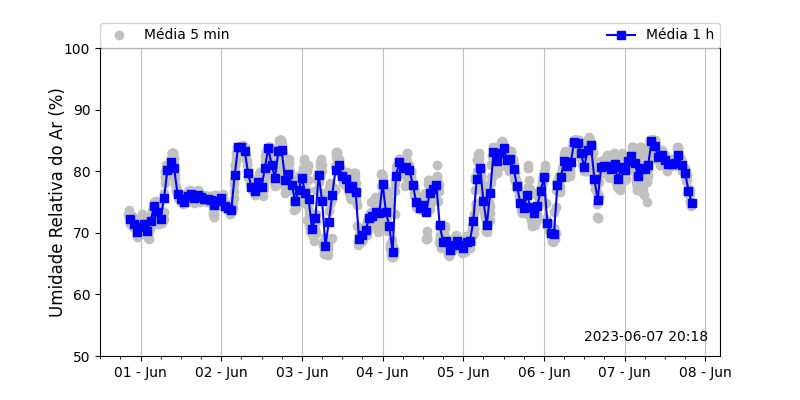 Média 5 min
Média 1 h
Umidade Relativa do Ar (%)
100
90
80
70
60
50
2023-06-07 20:18
01 - Jun
02 - Jun
03 - Jun
04 - Jun
05 - Jun
06 - Jun
07 - Jun
08 - Jun